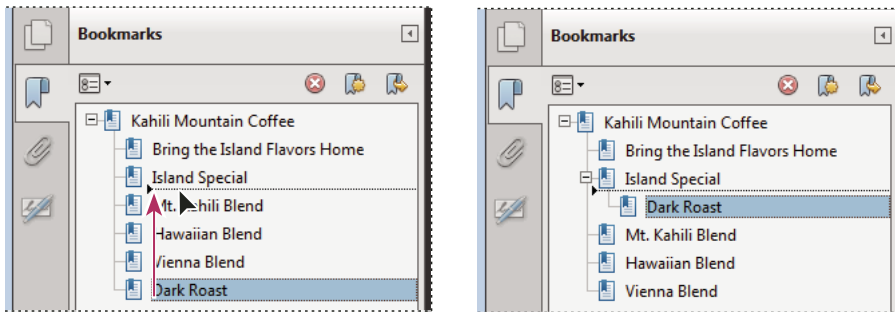 Bookmarks
Kahili Mountain Coffee
Bring the Island Flavors Home
Island Special
Blend
Hawaiian Blend
Vienna Blend
Dark Roast
Bookmarks
Kahili Mountain Coffee
Bring the Island Flavors Home
Island Special
Dark Roast
Mt. Kahili Blend
Hawaiian Blend
Vienna Blend